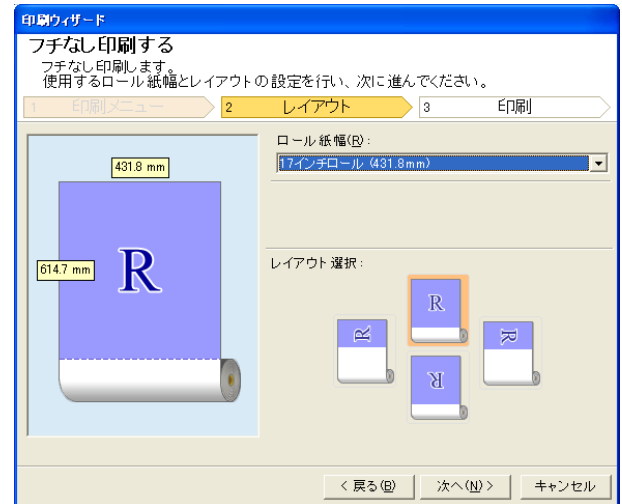 印刷ウィザード
フチなし印刷する
フチなし印刷します。
使用するロール紙幅とレイアウトの設定を行い、次に進んでください。
1 印刷メニュー 2 レイアウト 3 印刷
ロール紙幅(R):
17インチロール (431.8mm)
431.8 mm
614.7 mm
R
レイアウト選択:
R
R
R
R
< 戻る(B) 次へ(N) > キャンセル